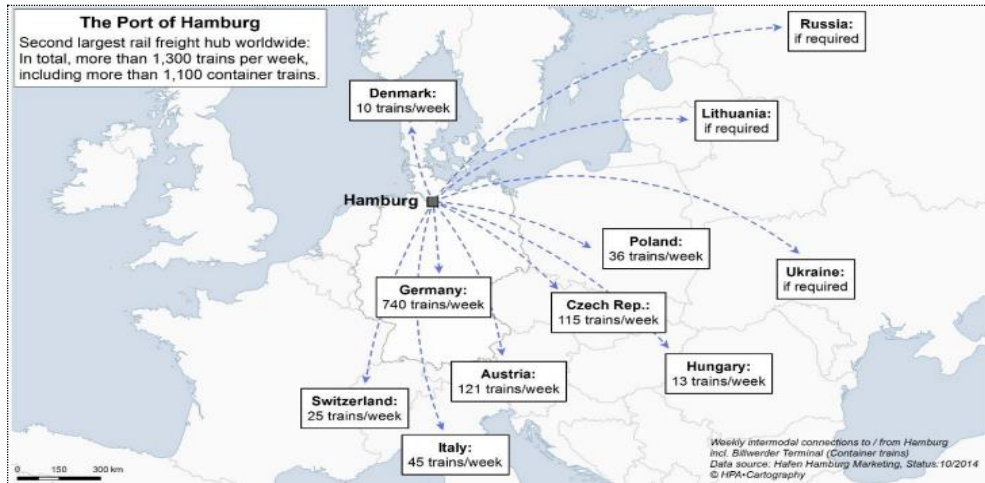 The Port of Hamburg
Second largest rail freight hub worldwide:
In total, more than 1,300 trains per week,
including more than 1,100 container trains.
Russia:
if required
Denmark:
10 trains/week
Lithuania:
if required
Hamburg
Poland:
36 trains/week
Ukraine:
if required
Germany:
740 trains/week
Czech Rep.:
115 trains/week
Austria:
121 trains/week
Hungary:
13 trains/week
Switzerland:
25 trains/week
Italy:
45 trains/week
Weekly intermodal connections to / from Hamburg
incl. Billwerder Terminal (Container trains)
Data source: Hafen Hamburg Marketing, Status:10/2014
© HPA•Cartography
0 150 300 km